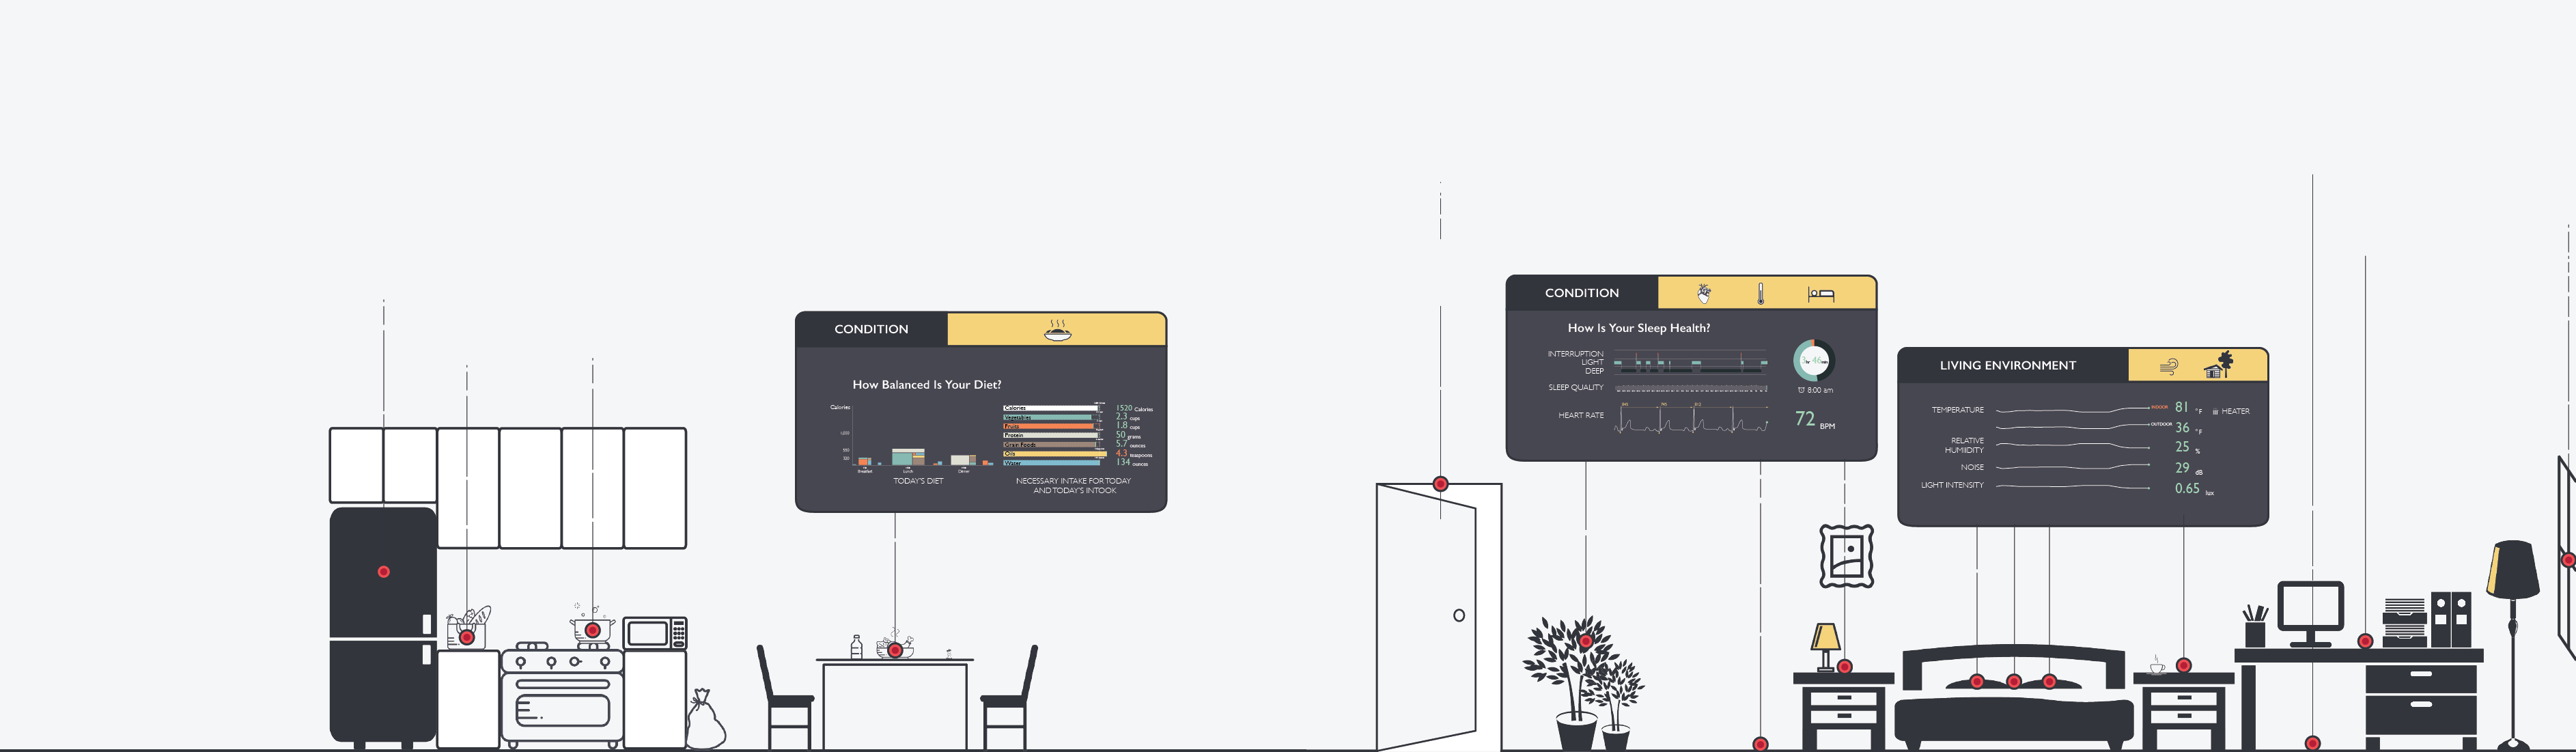 CONDITION
How Balanced Is Your Diet?
Calories
Breakfast
Lunch
Dinner
TODAY'S DIET
Calories 1520 Calories
Vegetables 2.3 cups
Fruits 1.8 cups
Protein 50 grams
Grain Foods 5.7 ounces
Oils 4.3 teaspoons
Water 134 ounces
NECESSARY INTAKE FOR TODAY
AND TODAY'S INTOOK
CONDITION
How Is Your Sleep Health?
INTERRUPTION
LIGHT
DEEP
SLEEP QUALITY
HEART RATE
8:00 am
72 BPM
LIVING ENVIRONMENT
TEMPERATURE
INDOOR 81 °F HEATER
OUTDOOR 36 °F
RELATIVE
HUMIDITY 25 %
NOISE 29 dB
LIGHT INTENSITY 0.65 lux